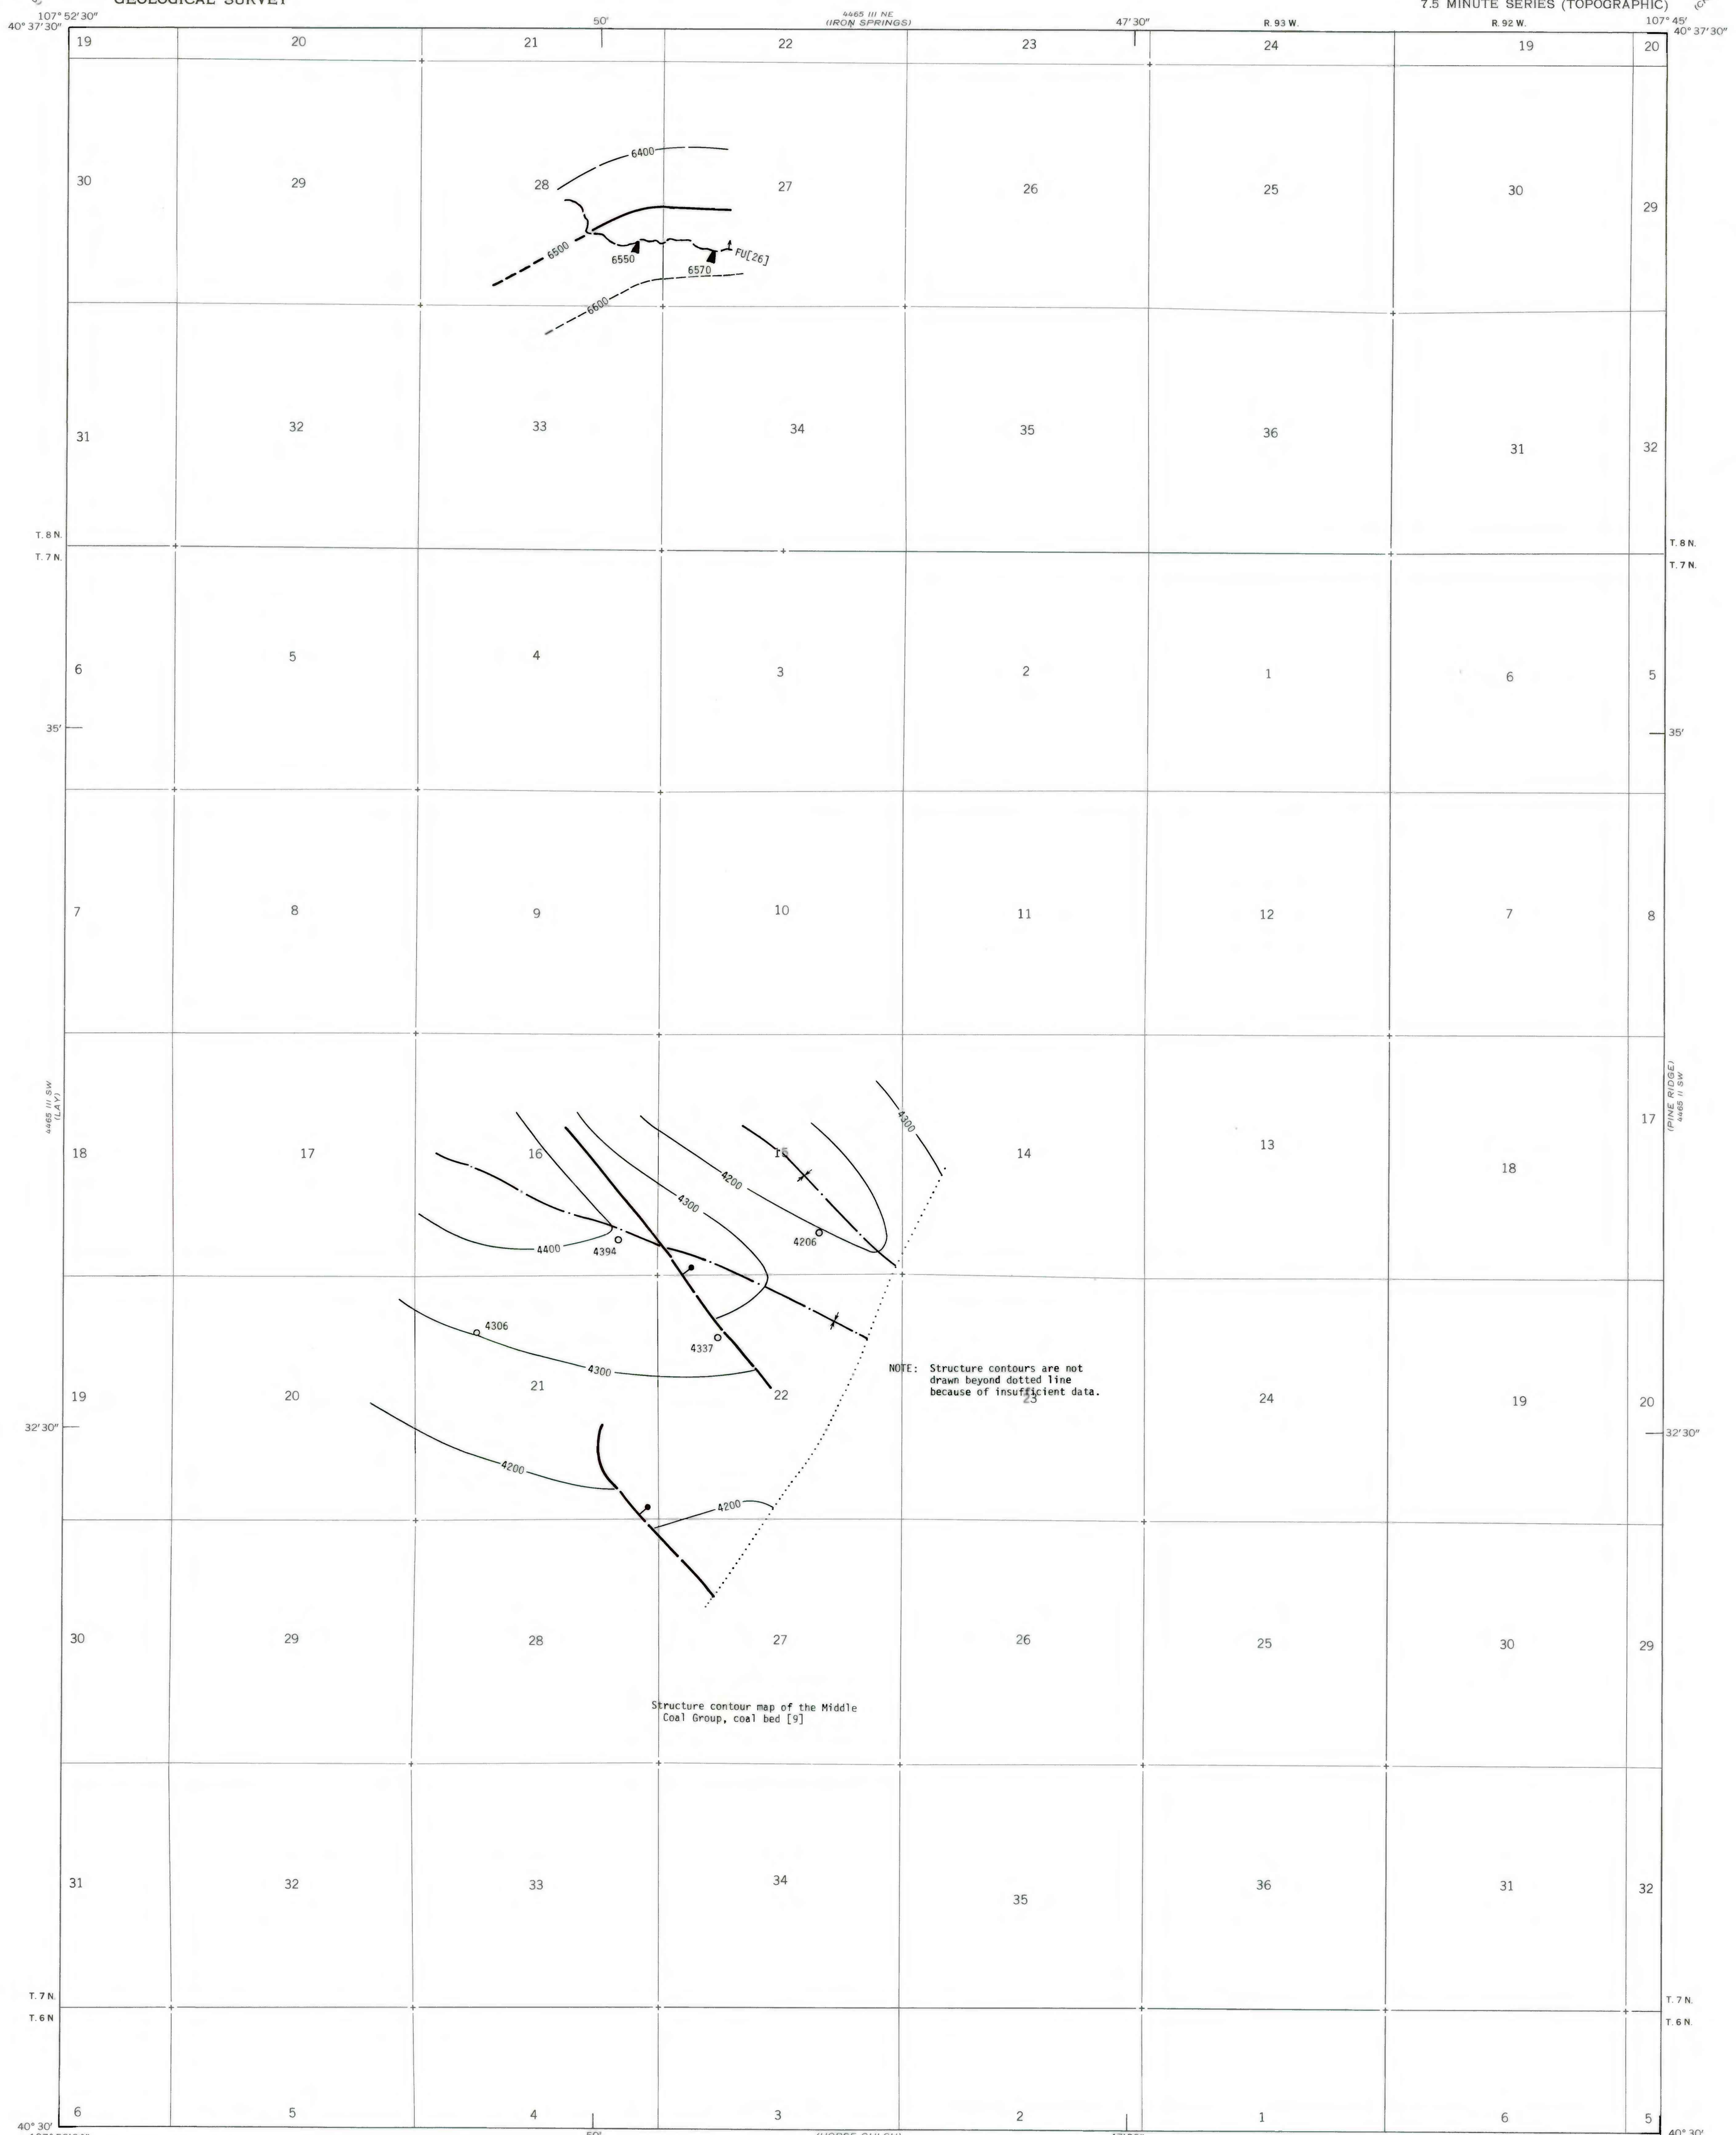 GEOLOGICAL SURVEY
7.5 MINUTE SERIES (TOPOGRAPHIC)
107° 52' 30"
50'
4465 III NE
(IRON SPRINGS)
47' 30"
R. 93 W.
R. 92 W.
107° 45'
40° 37' 30"
40° 37' 30"
19 20 21 22 23 24 19 20
6400
30 29 28 27 26 25 30 29
6500
6550
6570
FU[26]
6600
31 32 33 34 35 36 31 32
T. 8 N.
T. 7 N.
T. 8 N.
T. 7 N.
6 5 4 3 2 1 6 5
35'
35'
7 8 9 10 11 12 7 8
4465 III SW
(LAY)
(PINE RIDGE)
4465 II SW
4300
18 17 16 15 14 13 18 17
4200
4300
4400
4394
4206
4306
4337
4300
NOTE: Structure contours are not
drawn beyond dotted line
because of insufficient data.
19 20 21 22 23 24 19 20
32' 30"
32' 30"
4200
4200
30 29 28 27 26 25 30 29
Structure contour map of the Middle
Coal Group, coal bed [9]
31 32 33 34 35 36 31 32
T. 7 N.
T. 6 N
T. 7 N.
T. 6 N.
6 5 4 3 2 1 6 5
40° 30'
40° 30'
50'